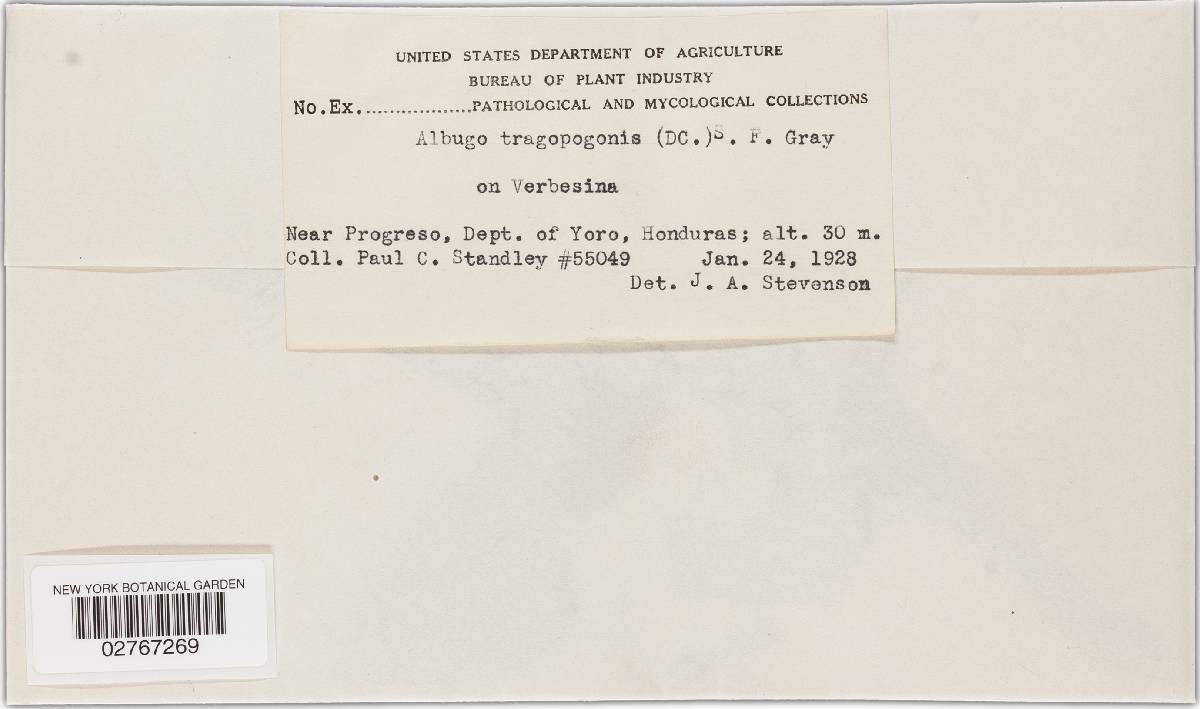 UNITED STATES DEPARTMENT OF AGRICULTURE
BUREAU OF PLANT INDUSTRY
No.Ex...................PATHOLOGICAL AND MYCOLOGICAL COLLECTIONS
Albugo tragopogonis (DC.)S. F. Gray
on Verbesina
Near Progreso, Dept. of Yoro, Honduras; alt. 30 m.
Coll. Paul C. Standley #55049 Jan. 24, 1928
Det. J. A. Stevenson
NEW YORK BOTANICAL GARDEN
02767269